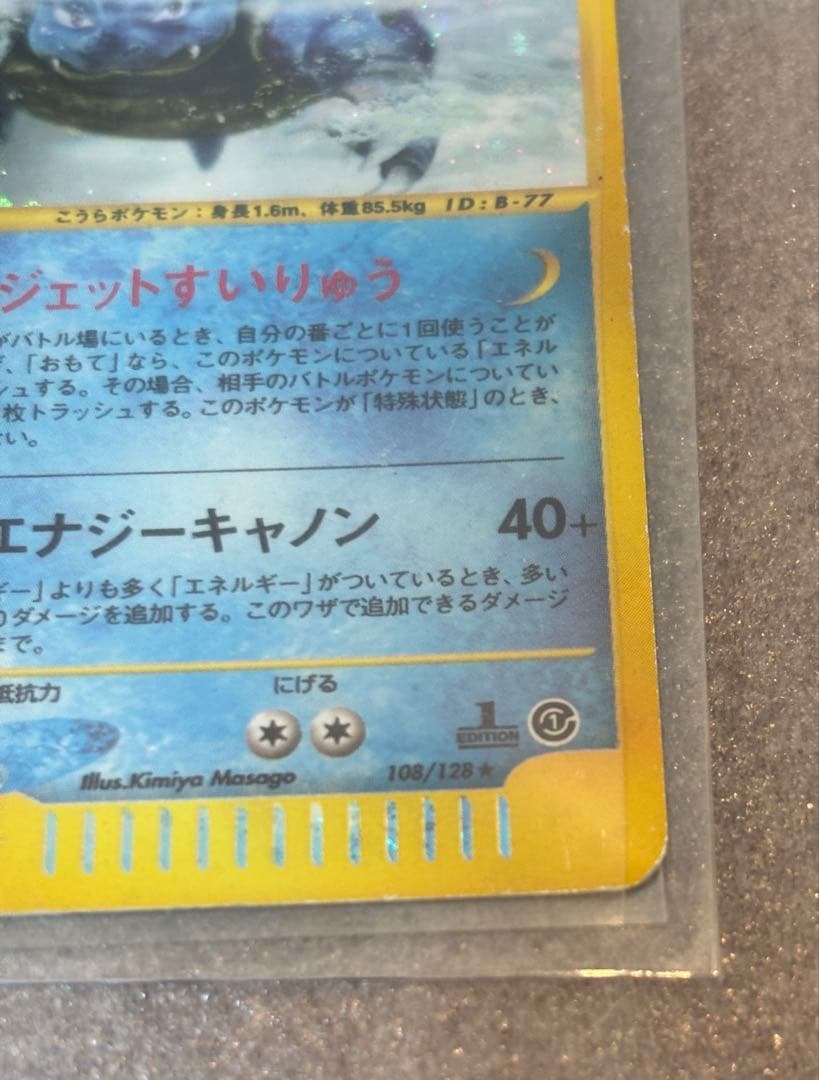 こうらポケモン：身長1.6m、体重85.5kg ID:B-77
ジェットすいりゅう
がバトル場にいるとき、自分の番ごとに1回使うことが
、「おもて」なら、このポケモンについている「エネル
シュする。その場合、相手のバトルポケモンについてい
枚トラッシュする。このポケモンが「特殊状態」のとき、
ない。
エナジーキャノン 40+
ギー」よりも多く「エネルギー」がついているとき、多い
ダメージを追加する。このワザで追加できるダメージ
まで。
抵抗力 にげる
1 EDITION 1
Illus.Kimiya Masago 108/128★